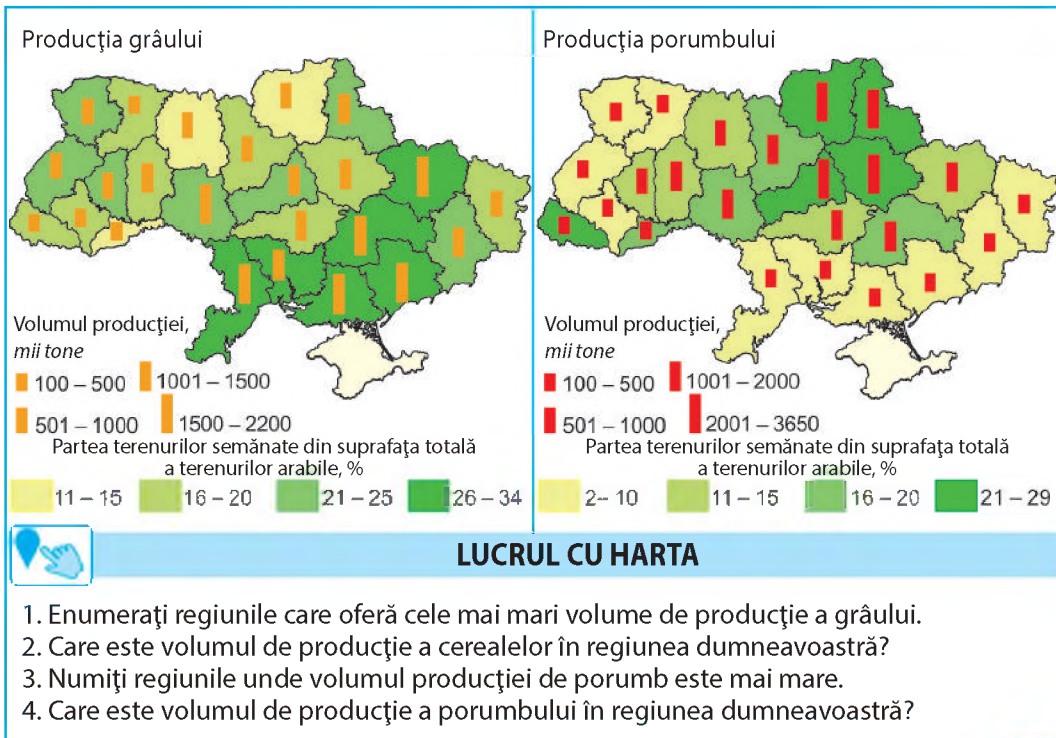 Producţia grâului
Volumul producţiei,
mii tone
100 – 500
1001 – 1500
501 – 1000
1500 – 2200
Partea terenurilor semănate din suprafaţa totală
a terenurilor arabile, %
11 – 15
16 – 20
21 – 25
26 – 34
Producţia porumbului
Volumul producţiei,
mii tone
100 – 500
1001 – 2000
501 – 1000
2001 – 3650
Partea terenurilor semănate din suprafaţa totală
a terenurilor arabile, %
2 – 10
11 – 15
16 – 20
21 – 29
LUCRUL CU HARTA
1. Enumeraţi regiunile care oferă cele mai mari volume de producţie a grâului.
2. Care este volumul de producţie a cerealelor în regiunea dumneavoastră?
3. Numiţi regiunile unde volumul producţiei de porumb este mai mare.
4. Care este volumul de producţie a porumbului în regiunea dumneavoastră?